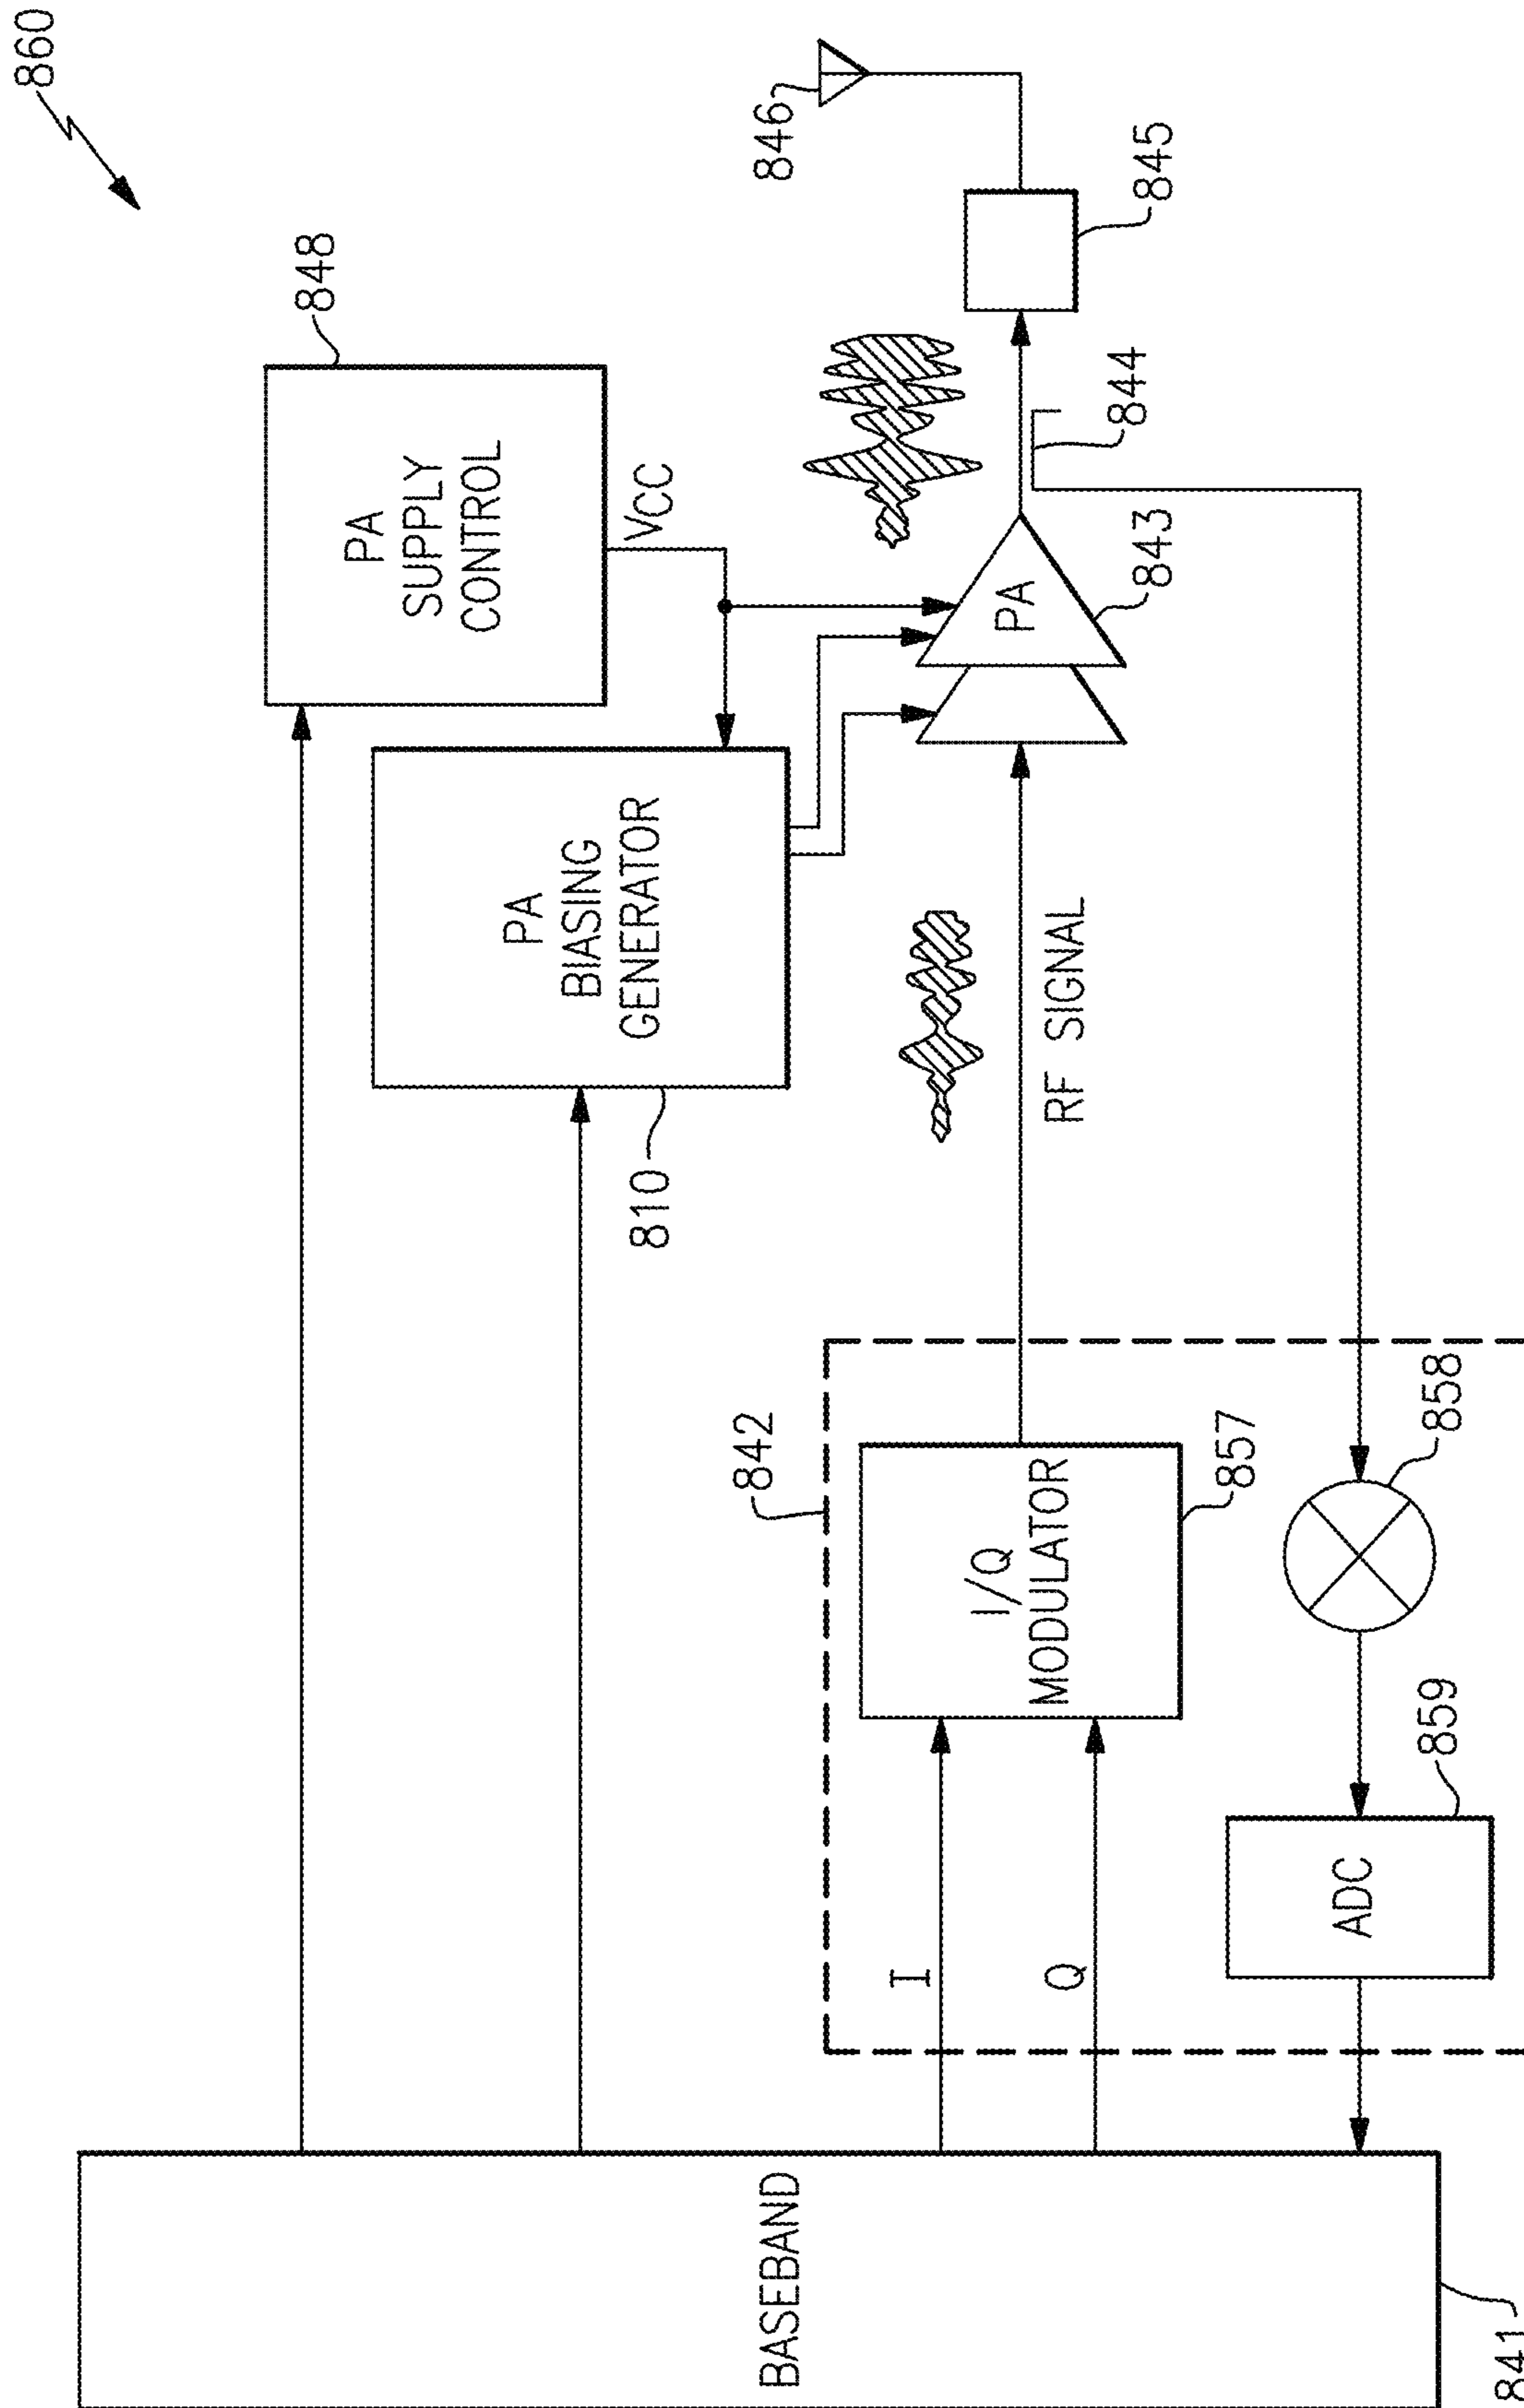 860
848
PA
SUPPLY
CONTROL
VCC
PA
BIASING
GENERATOR
810
846
845
844
PA
843
RF SIGNAL
842
I/Q
MODULATOR
857
858
859
ADC
I
Q
BASEBAND
841